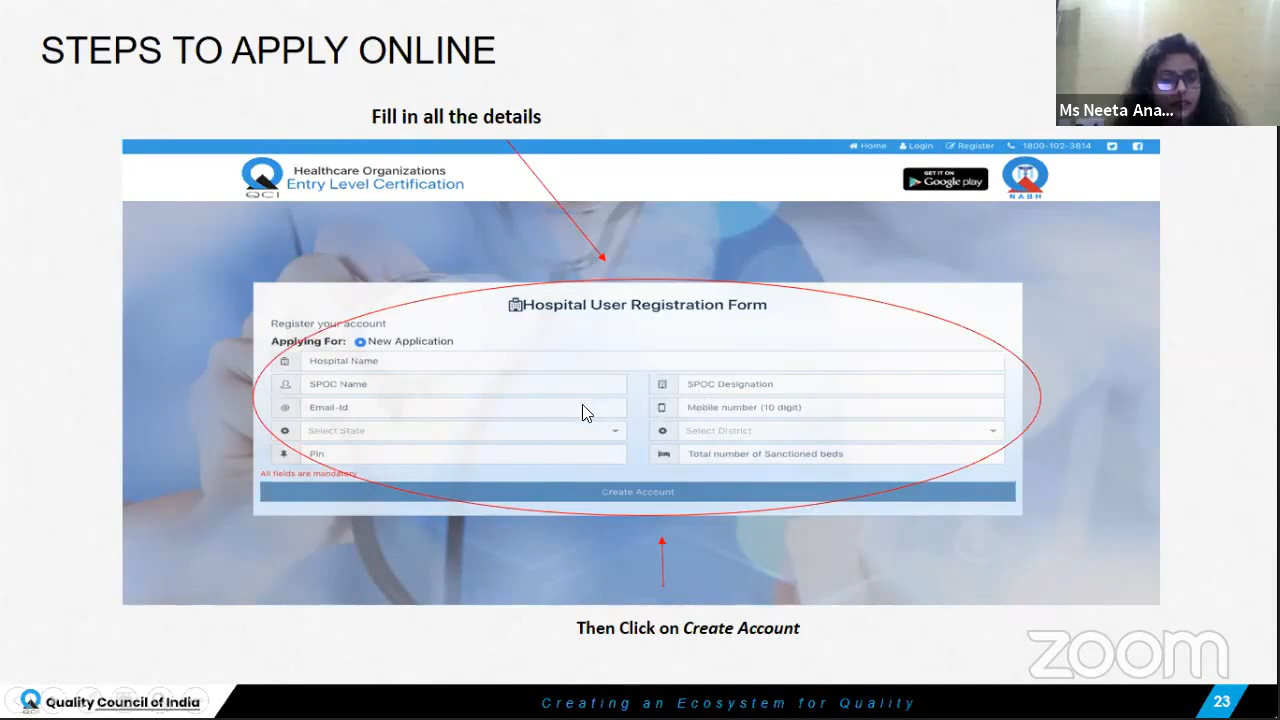 STEPS TO APPLY ONLINE
Ms Neeta Ana...
Fill in all the details
Home Login Register 1800-102-3814
Healthcare Organizations
Entry Level Certification
QCI
GET IT ON
Google play
NABH
Hospital User Registration Form
Register your account
Applying For: New Application
Hospital Name
SPOC Name SPOC Designation
Email-Id Mobile number (10 digit)
Select State Select District
Pin Total number of Sanctioned beds
All fields are mandatory
Create Account
Then Click on Create Account
zoom
Quality Council of India
Creating an Ecosystem for Quality
23